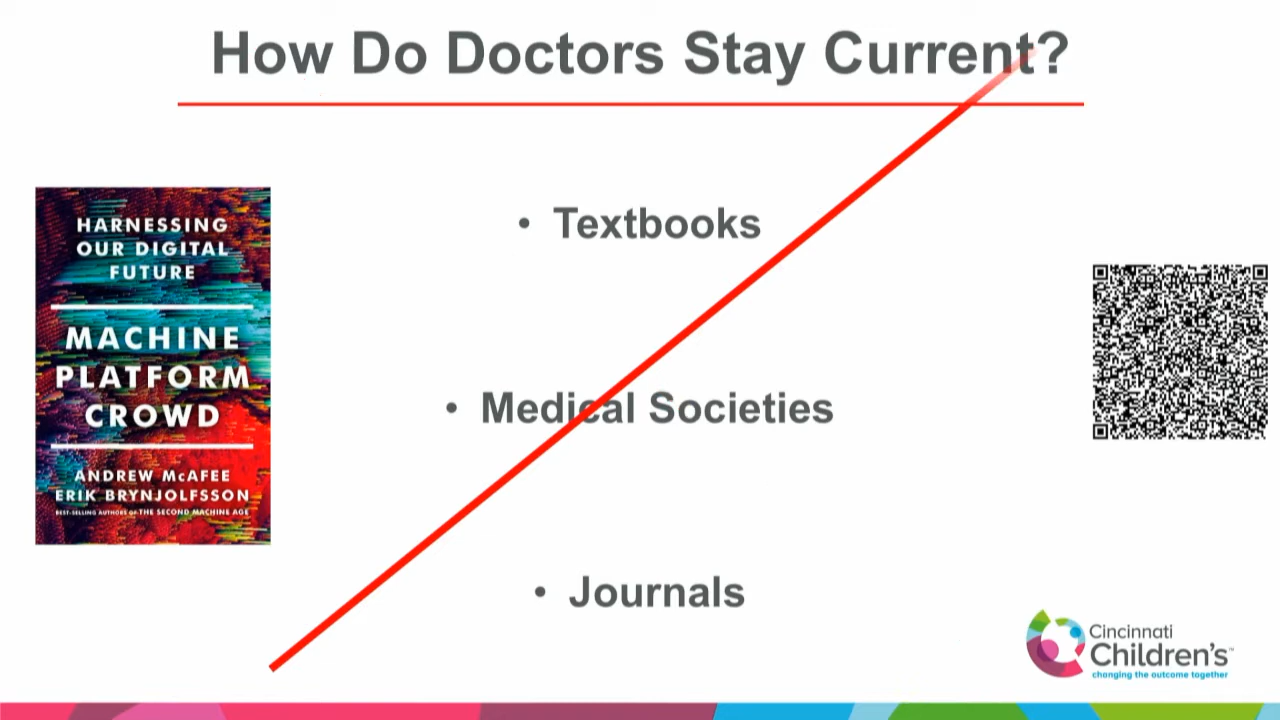 How Do Doctors Stay Current?
HARNESSING
OUR DIGITAL
FUTURE
MACHINE
PLATFORM
CROWD
ANDREW McAFEE
ERIK BRYNJOLFSSON
BEST-SELLING AUTHORS OF THE SECOND MACHINE AGE
• Textbooks
• Medical Societies
• Journals
Cincinnati
Children's™
changing the outcome together